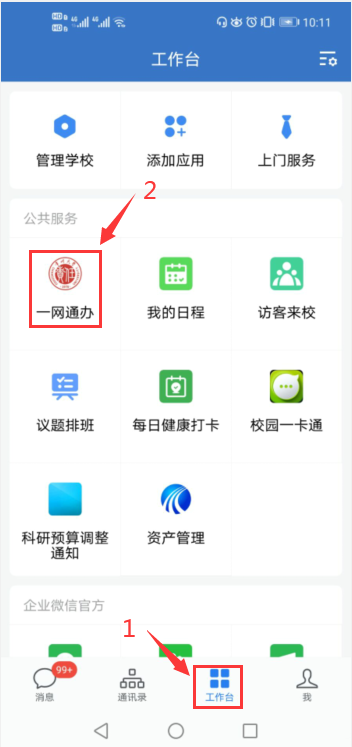 10:11
工作台
管理学校
添加应用
上门服务
2
公共服务
一网通办
我的日程
访客来校
议题排班
每日健康打卡
校园一卡通
科研预算调整
通知
资产管理
企业微信官方
1
99+
消息
通讯录
工作台
我